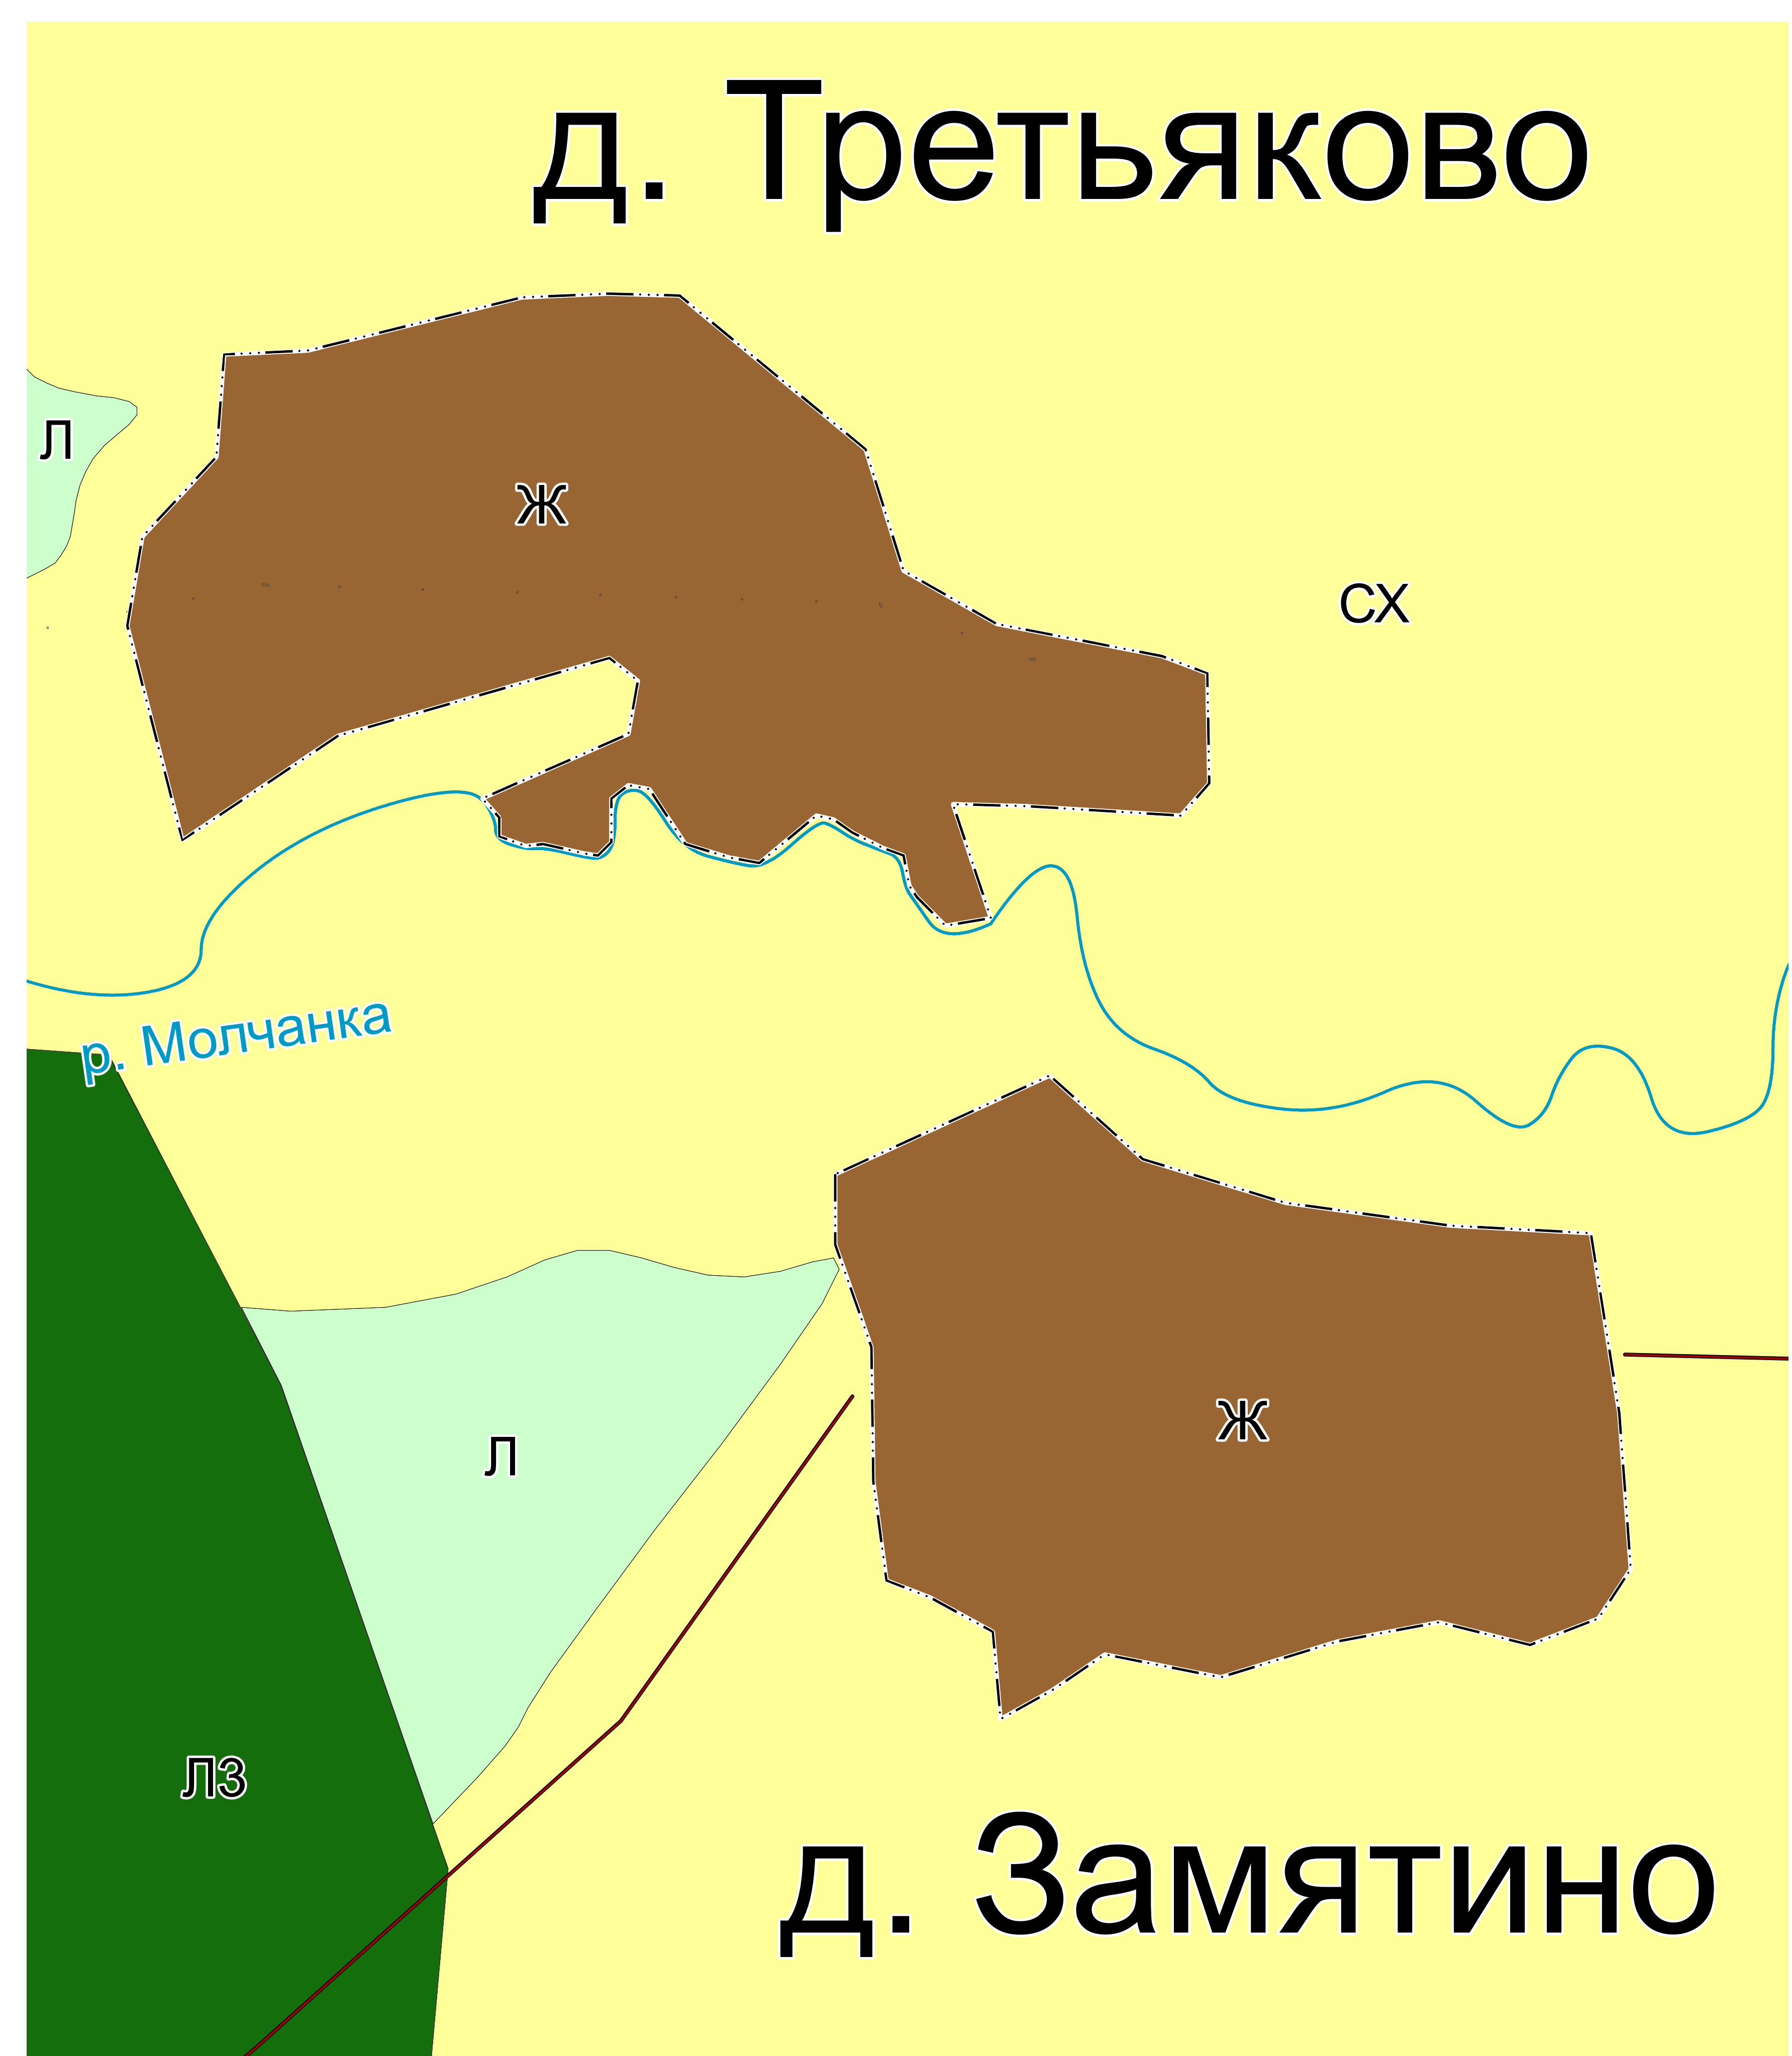 д. Третьяково
Л
Ж
СХ
р. Молчанка
Ж
Л
ЛЗ
д. Замятино